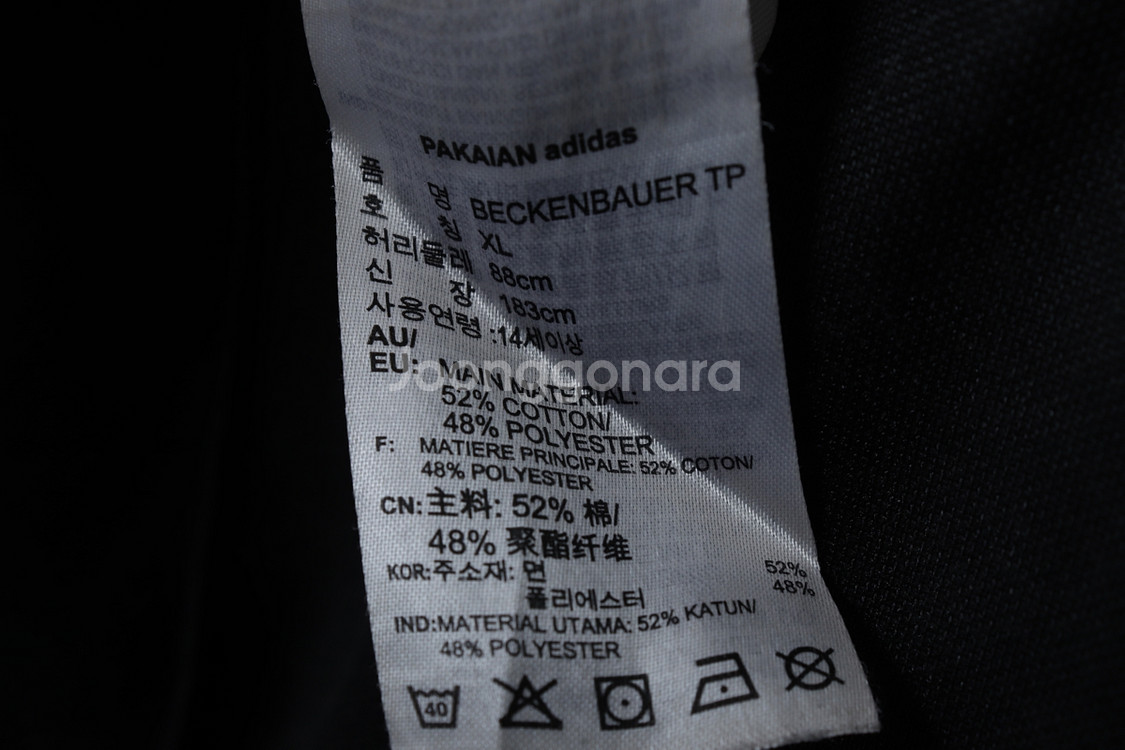 PAKAIAN adidas
품 명 BECKENBAUER TP
호 칭 XL
허리둘레 88cm
신 장 183cm
사용연령 :14세이상
AU/
EU: MAIN MATERIAL:
52% COTTON/
48% POLYESTER
F: MATIERE PRINCIPALE: 52% COTON/
48% POLYESTER
CN:主料: 52% 棉/
48% 聚酯纤维
KOR:주소재: 면 52%
폴리에스터 48%
IND:MATERIAL UTAMA: 52% KATUN/
48% POLYESTER
40
Joonggonara